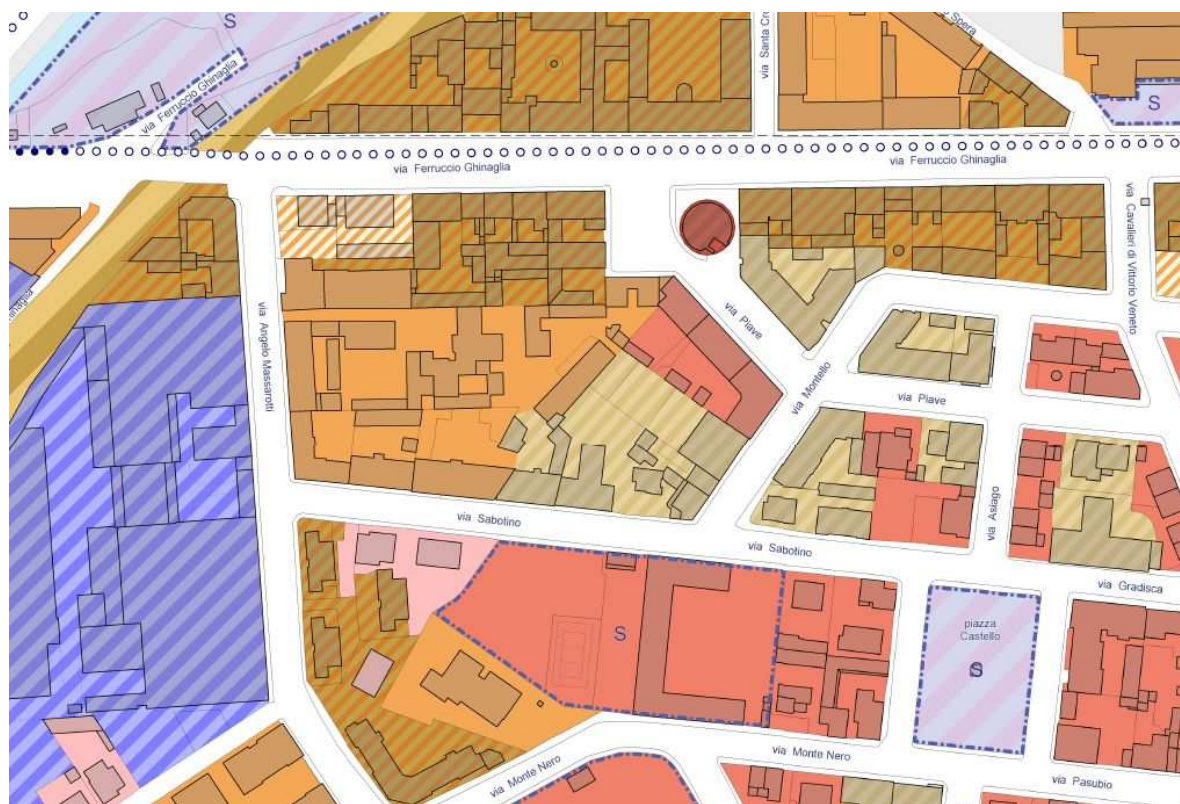 S
via Ferruccio Ghinaglia
via Santa Cro
Spera
S
via Ferruccio Ghinaglia
via Ferruccio Ghinaglia
via Cavalieri di Vittorio Veneto
via Angelo Massarotti
via Piave
via Montello
via Piave
via Asiago
via Sabotino
via Sabotino
via Gradisca
piazza
Castello
S
S
via Monte Nero
via Monte Nero
via Pasubio